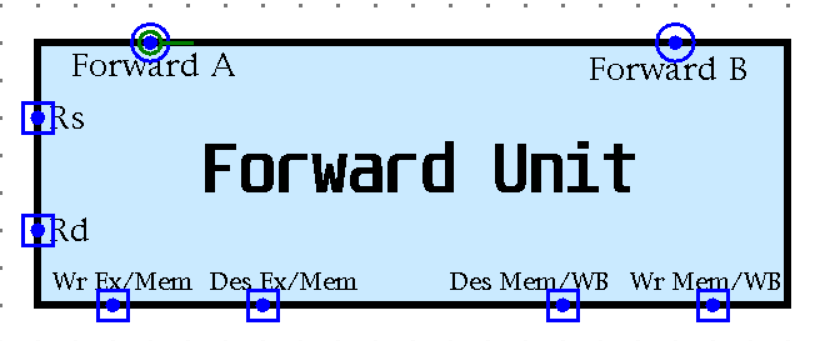 Forward A
Forward B
Rs
Forward Unit
Rd
Wr Ex/Mem
Des Ex/Mem
Des Mem/WB
Wr Mem/WB